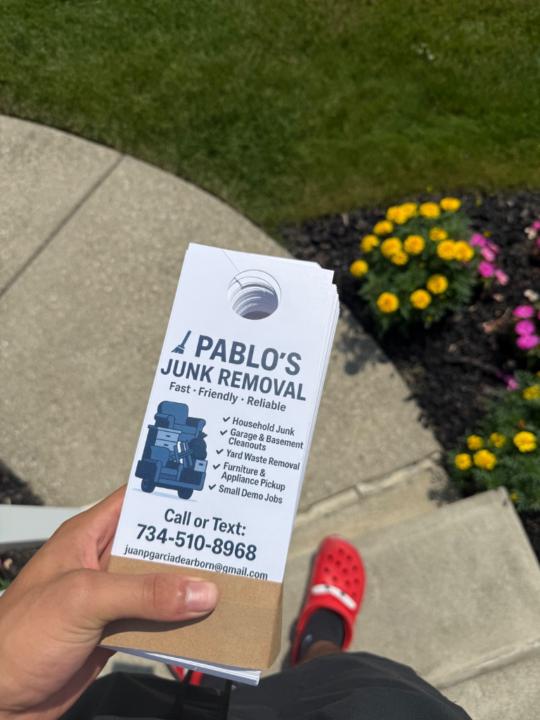 PABLO'S
JUNK REMOVAL
Fast · Friendly · Reliable
✓ Household Junk
✓ Garage & Basement
Cleanouts
✓ Yard Waste Removal
✓ Furniture &
Appliance Pickup
✓ Small Demo Jobs
Call or Text:
734-510-8968
juanpgarciadearborn@gmail.com